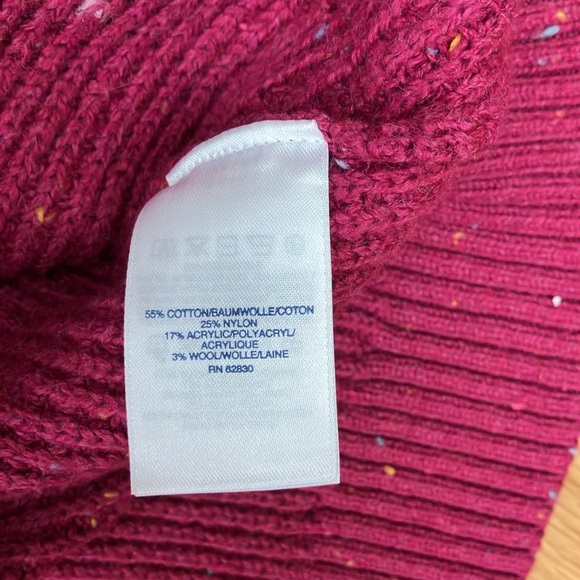 55% COTTON/BAUMWOLLE/COTON
25% NYLON
17% ACRYLIC/POLYACRYL/
ACRYLIQUE
3% WOOL/WOLLE/LAINE
RN 62830